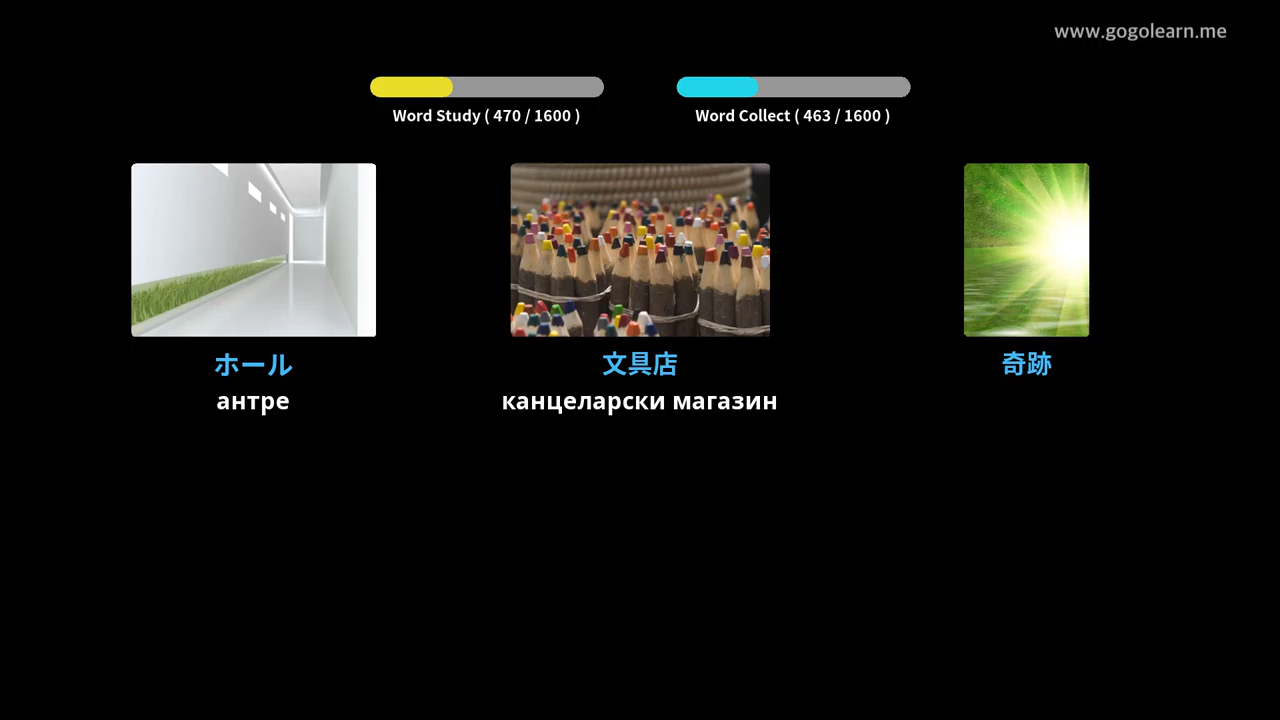 www.gogolearn.me
Word Study ( 470 / 1600 )
Word Collect ( 463 / 1600 )
ホール
антре
文具店
канцеларски магазин
奇跡